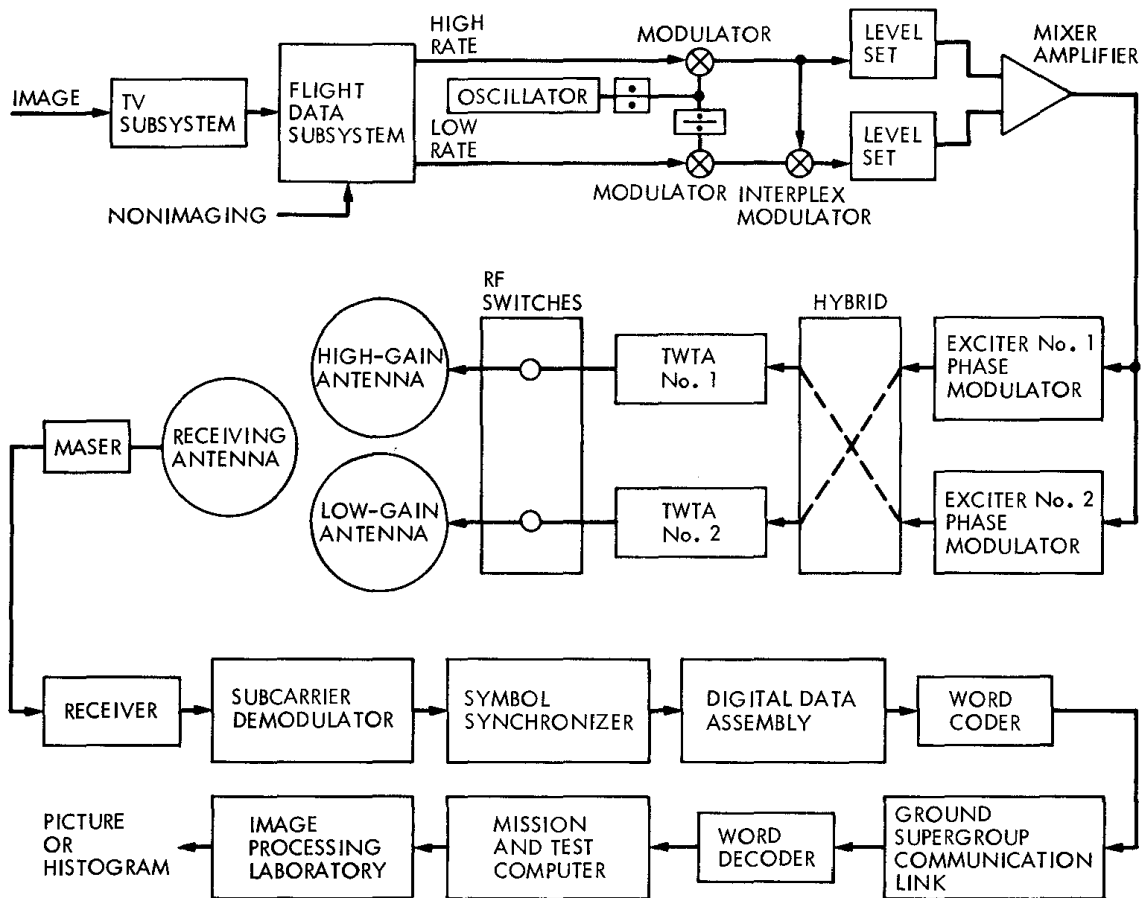 IMAGE
TV
SUBSYSTEM
FLIGHT
DATA
SUBSYSTEM
NONIMAGING
HIGH
RATE
OSCILLATOR
÷
÷
LOW
RATE
MODULATOR
MODULATOR
INTERPLEX
MODULATOR
LEVEL
SET
LEVEL
SET
MIXER
AMPLIFIER
RF
SWITCHES
HYBRID
HIGH-GAIN
ANTENNA
TWTA
No. 1
EXCITER No. 1
PHASE
MODULATOR
MASER
RECEIVING
ANTENNA
LOW-GAIN
ANTENNA
TWTA
No. 2
EXCITER No. 2
PHASE
MODULATOR
RECEIVER
SUBCARRIER
DEMODULATOR
SYMBOL
SYNCHRONIZER
DIGITAL DATA
ASSEMBLY
WORD
CODER
PICTURE
OR
HISTOGRAM
IMAGE
PROCESSING
LABORATORY
MISSION
AND TEST
COMPUTER
WORD
DECODER
GROUND
SUPERGROUP
COMMUNICATION
LINK